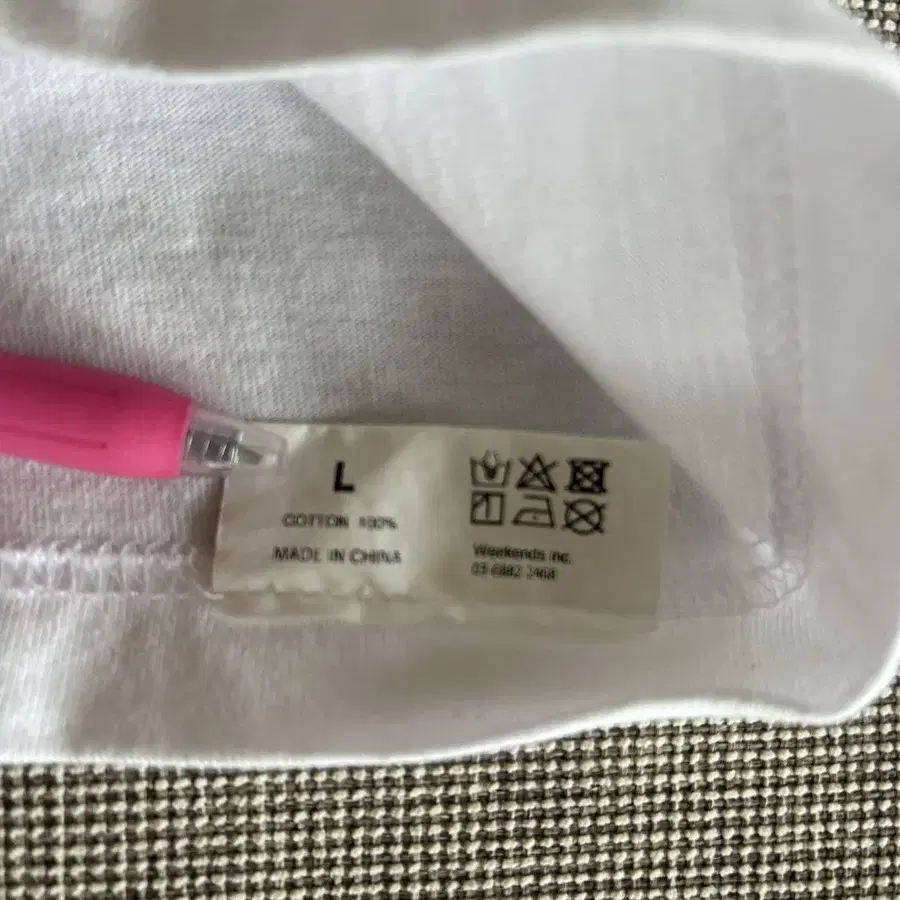 L
COTTON 100%
MADE IN CHINA
Weekends inc.
03 6882 2468